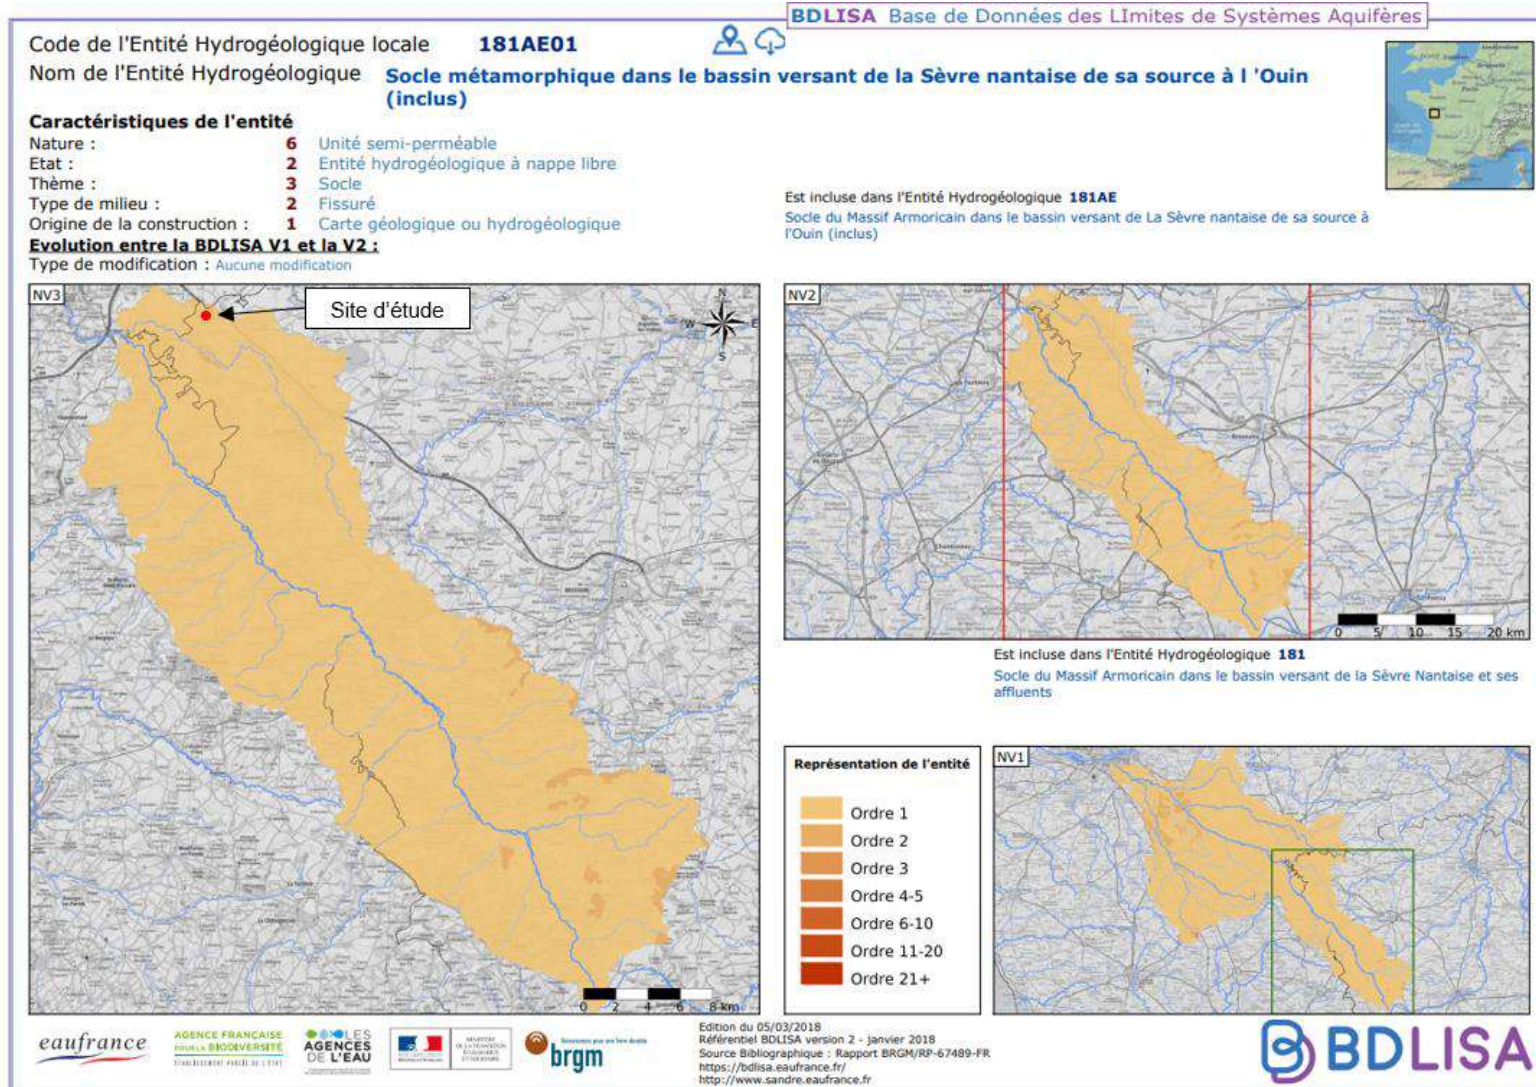 BDLISA Base de Données des LImites de Systèmes Aquifères
Code de l'Entité Hydrogéologique locale 181AE01
Nom de l'Entité Hydrogéologique Socle métamorphique dans le bassin versant de la Sèvre nantaise de sa source à l 'Ouin
(inclus)
Caractéristiques de l'entité
Nature : 6 Unité semi-perméable
Etat : 2 Entité hydrogéologique à nappe libre
Thème : 3 Socle
Type de milieu : 2 Fissuré
Origine de la construction : 1 Carte géologique ou hydrogéologique
Evolution entre la BDLISA V1 et la V2 :
Type de modification : Aucune modification
Est incluse dans l'Entité Hydrogéologique 181AE
Socle du Massif Armoricain dans le bassin versant de La Sèvre nantaise de sa source à
l'Ouin (inclus)
NV3
Site d'étude
N
W E
S
0 2 4 6 8 km
NV2
0 5 10 15 20 km
Est incluse dans l'Entité Hydrogéologique 181
Socle du Massif Armoricain dans le bassin versant de la Sèvre Nantaise et ses
affluents
Représentation de l'entité
Ordre 1
Ordre 2
Ordre 3
Ordre 4-5
Ordre 6-10
Ordre 11-20
Ordre 21+
NV1
eaufrance
AGENCE FRANÇAISE
POUR LA BIODIVERSITÉ
ÉTABLISSEMENT PUBLIC DE L'ÉTAT
LES
AGENCES
DE L'EAU
brgm
Edition du 05/03/2018
Référentiel BDLISA version 2 - janvier 2018
Source Bibliographique : Rapport BRGM/RP-67489-FR
https://bdlisa.eaufrance.fr/
http://www.sandre.eaufrance.fr
BDLISA